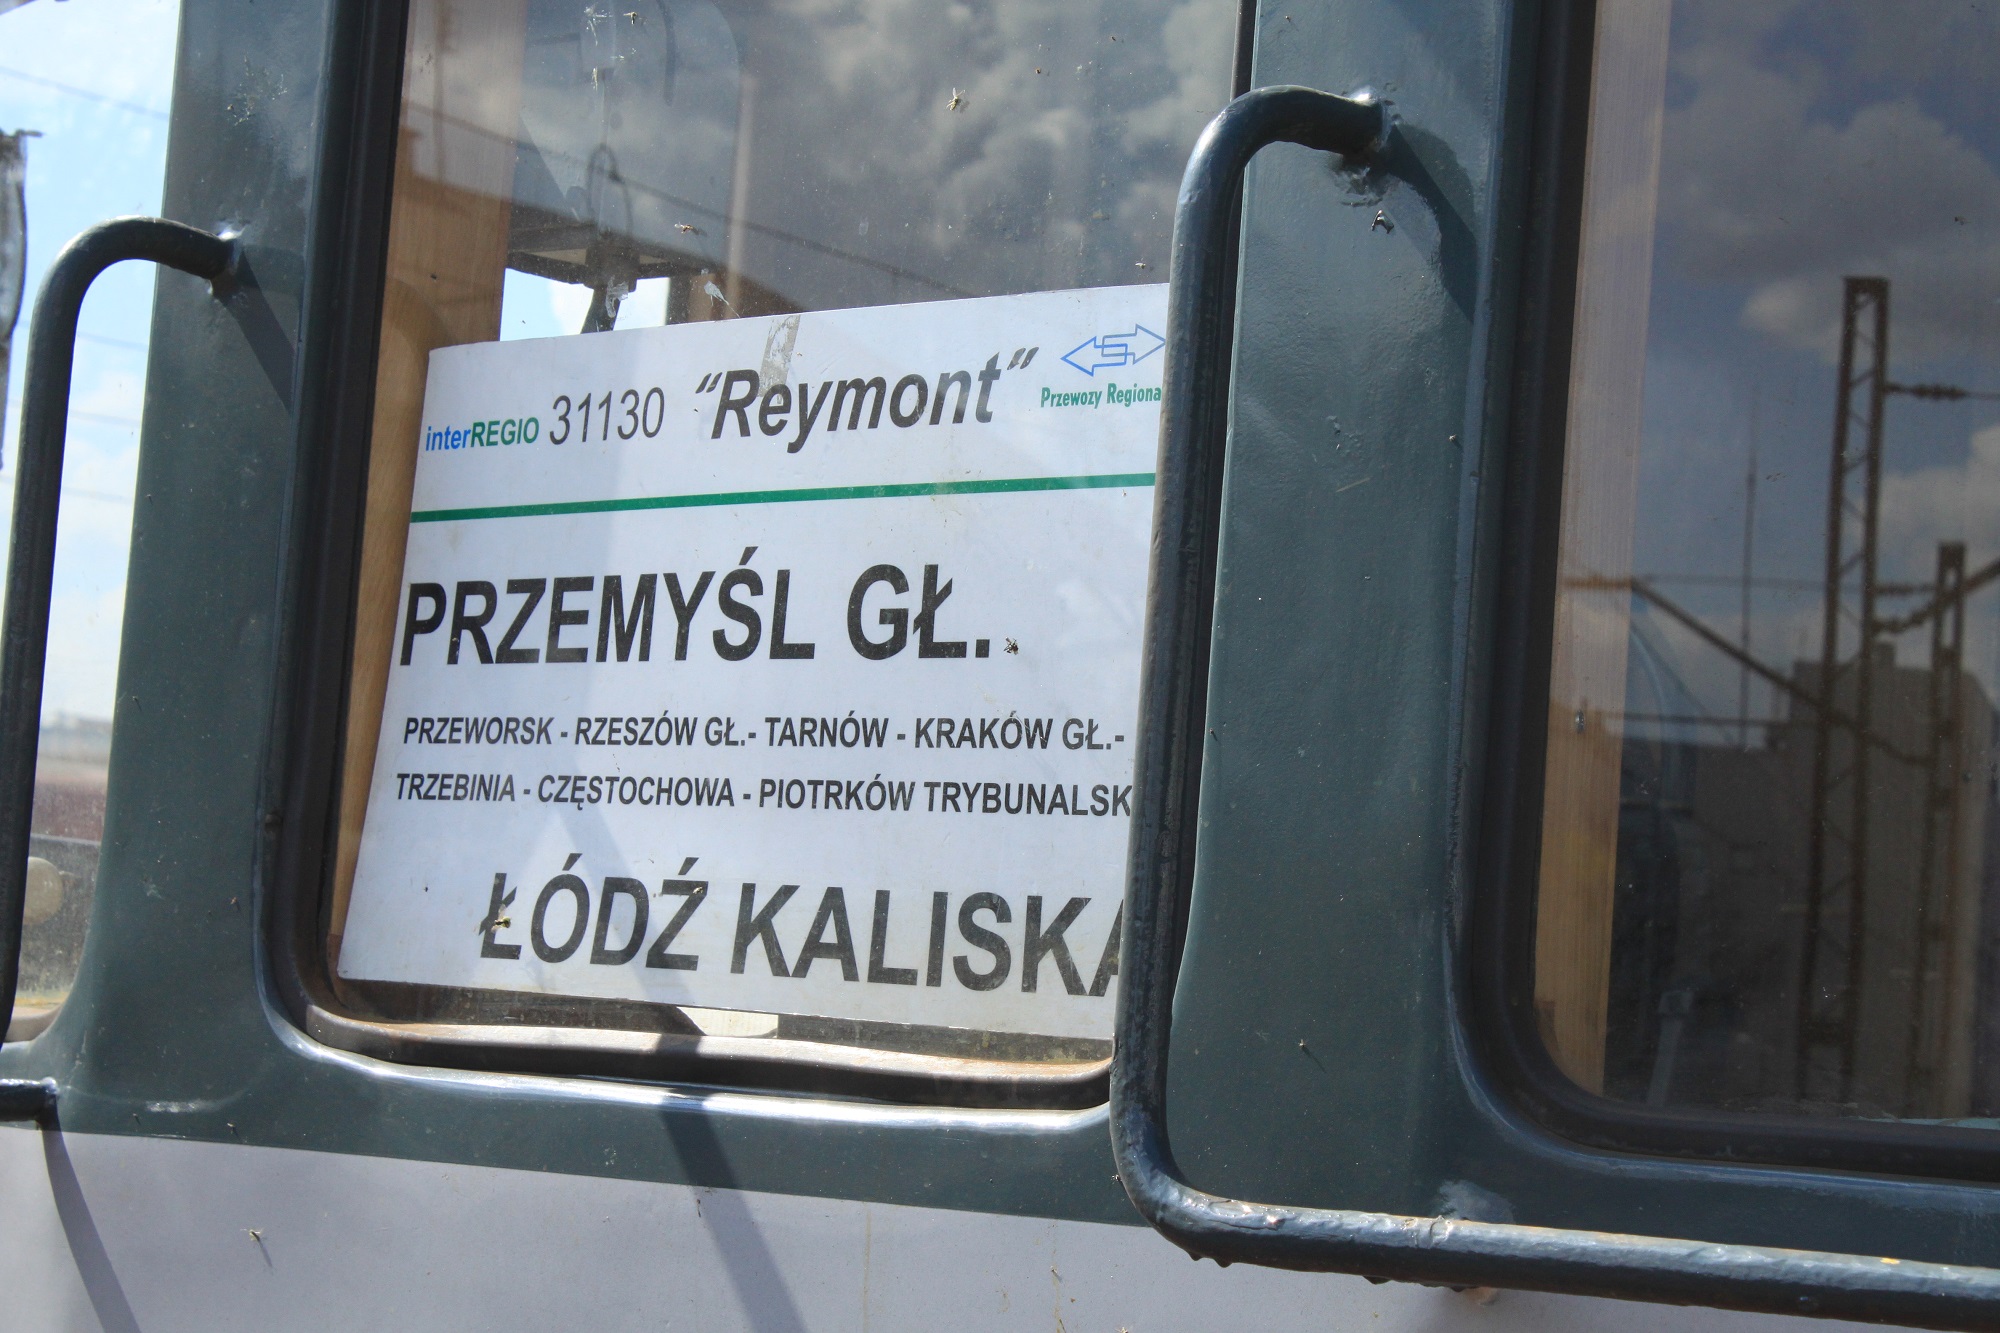 interREGIO 31130 "Reymont"
Przewozy Regiona
PRZEMYŚL GŁ.
PRZEWORSK - RZESZÓW GŁ.- TARNÓW - KRAKÓW GŁ.-
TRZEBINIA - CZĘSTOCHOWA - PIOTRKÓW TRYBUNALSK
ŁÓDŹ KALISKA